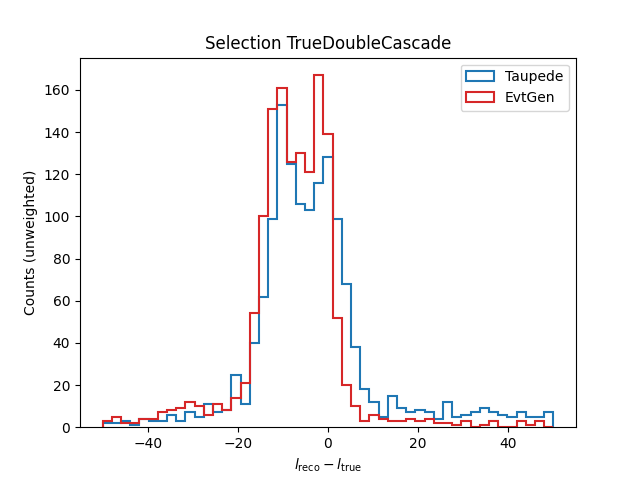 Selection TrueDoubleCascade
Taupede
EvtGen
Counts (unweighted)
160
140
120
100
80
60
40
20
0
−40
−20
0
20
40
l_reco − l_true